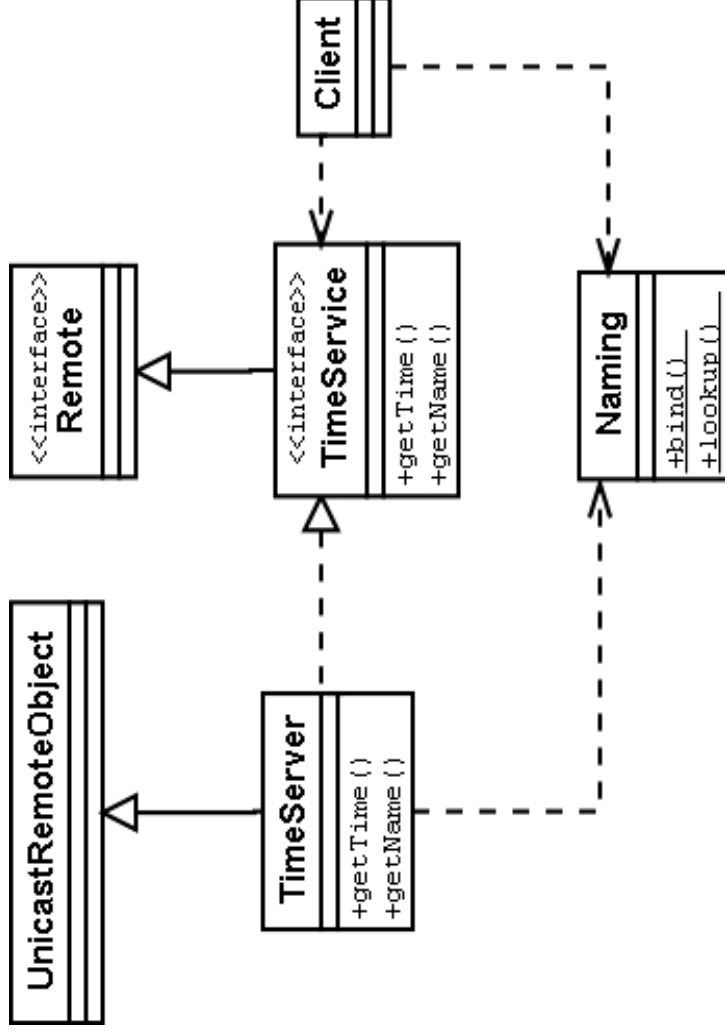 UnicastRemoteObject
<<interface>>
Remote
TimeServer
+getTime()
+getName()
<<interface>>
TimeService
+getTime()
+getName()
Client
Naming
+bind()
+lookup()